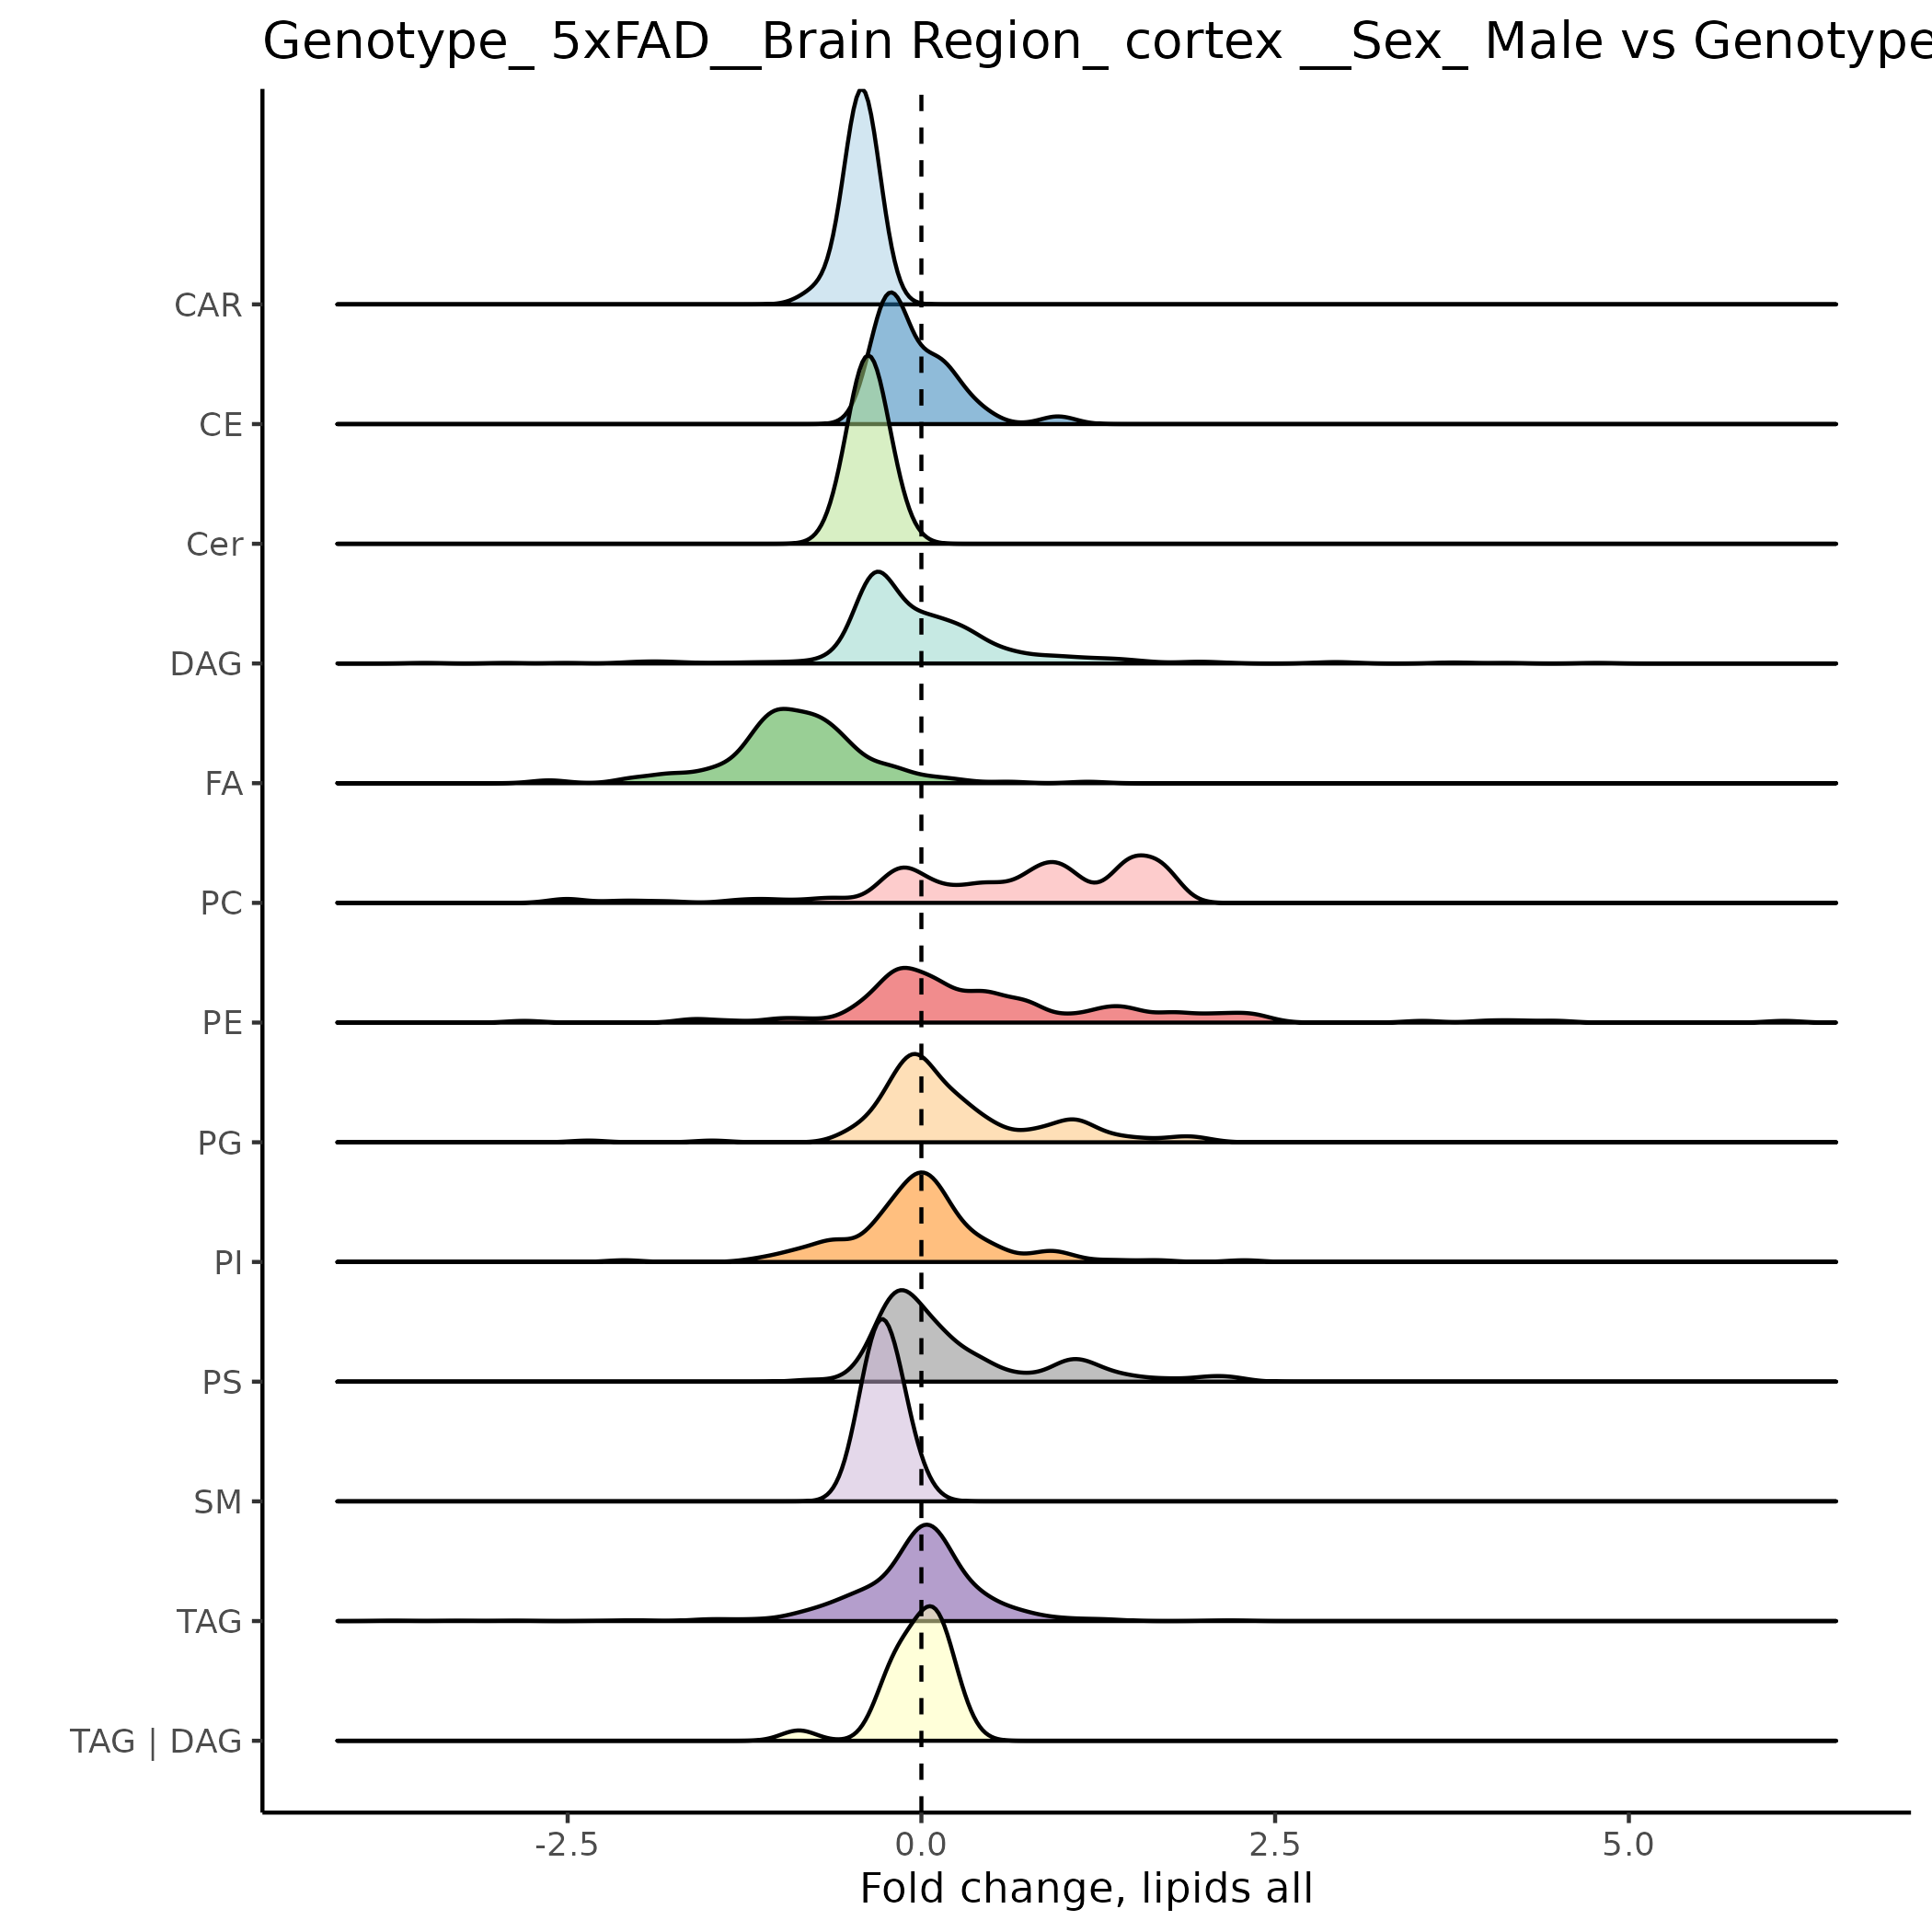 Genotype_ 5xFAD__Brain Region_ cortex __Sex_ Male vs Genotype
CAR
CE
Cer
DAG
FA
PC
PE
PG
PI
PS
SM
TAG
TAG | DAG
-2.5 0.0 2.5 5.0
Fold change, lipids all